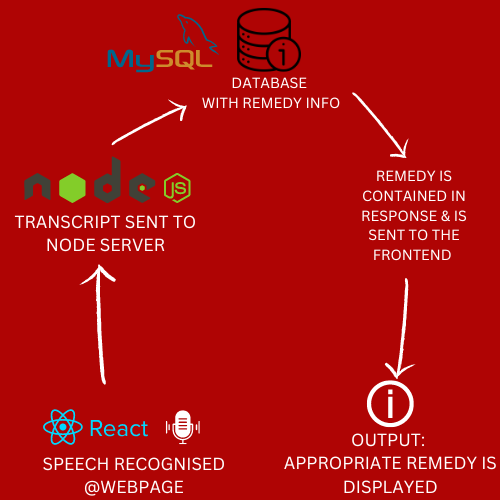 MySQL
DATABASE
WITH REMEDY INFO
node
JS
TRANSCRIPT SENT TO
NODE SERVER
REMEDY IS
CONTAINED IN
RESPONSE & IS
SENT TO THE
FRONTEND
React
SPEECH RECOGNISED
@WEBPAGE
i
OUTPUT:
APPROPRIATE REMEDY IS
DISPLAYED